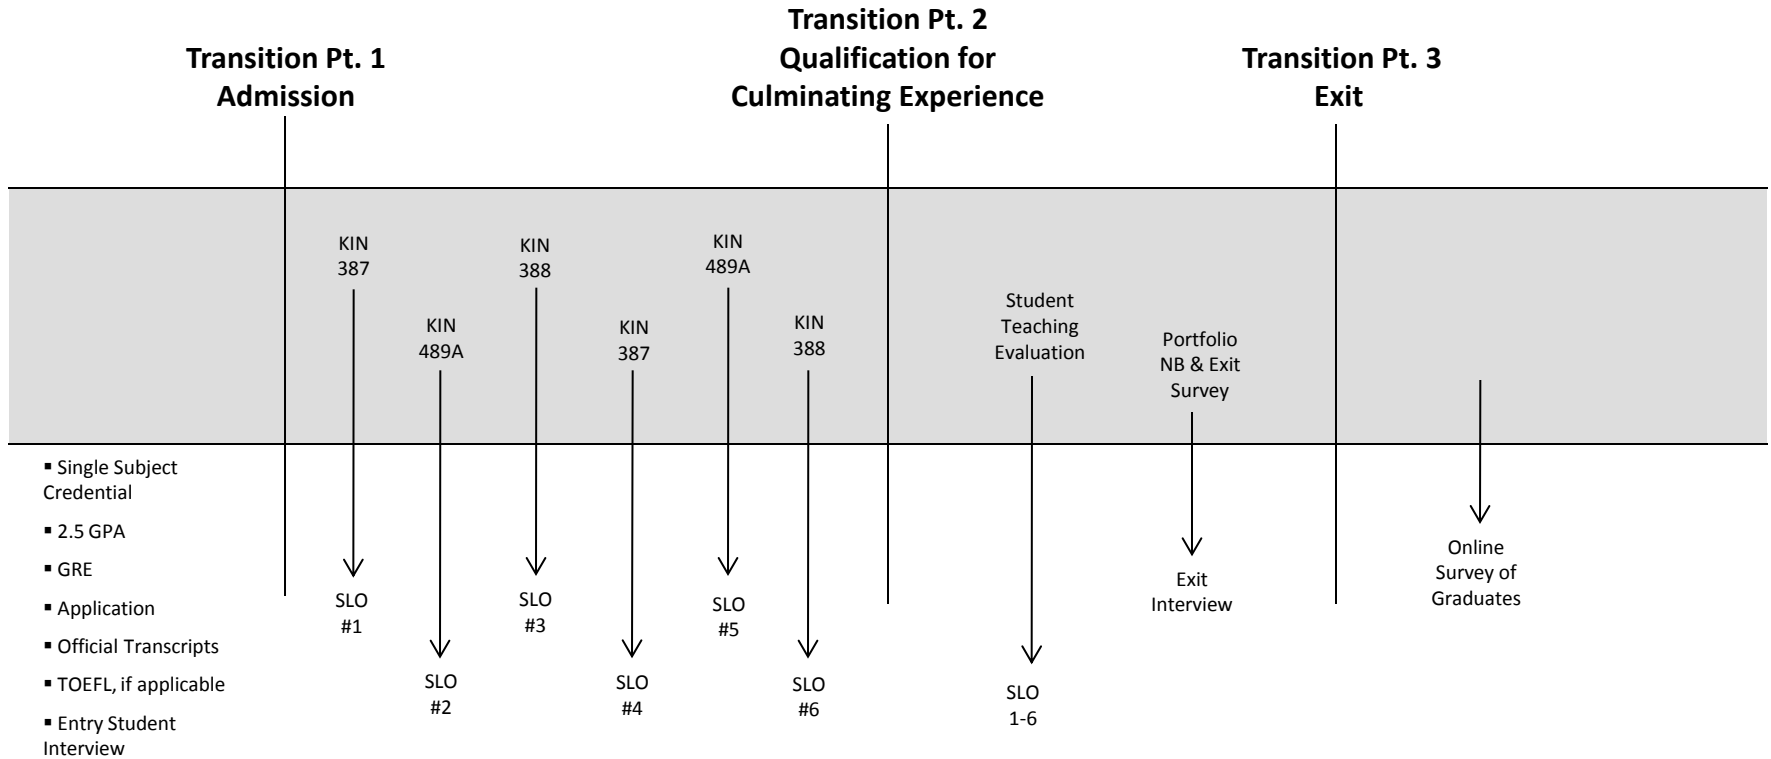 Transition Pt. 1
Admission
Transition Pt. 2
Qualification for
Culminating Experience
Transition Pt. 3
Exit
KIN
387
KIN
489A
KIN
388
KIN
387
KIN
489A
KIN
388
Student
Teaching
Evaluation
Portfolio
NB & Exit
Survey
▪ Single Subject
Credential
▪ 2.5 GPA
▪ GRE
▪ Application
▪ Official Transcripts
▪ TOEFL, if applicable
▪ Entry Student
Interview
SLO
#1
SLO
#2
SLO
#3
SLO
#4
SLO
#5
SLO
#6
SLO
1-6
Exit
Interview
Online
Survey of
Graduates